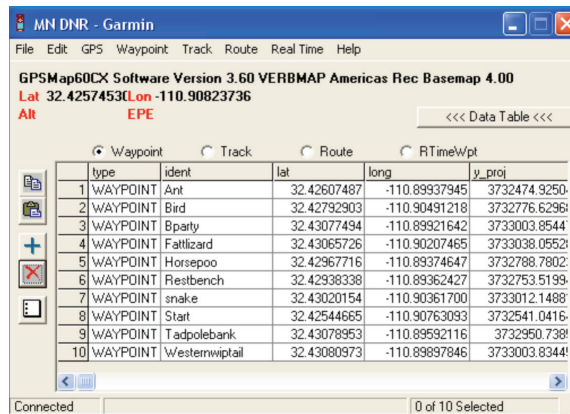 MN DNR - Garmin
File Edit GPS Waypoint Track Route Real Time Help
GPSMap60CX Software Version 3.60 VERBMAP Americas Rec Basemap 4.00
Lat 32.4257453(Lon -110.90823736
Alt EPE <<< Data Table <<<
Waypoint Track Route RTimeWpt
type ident lat long y_proj
1 WAYPOINT Ant 32.42607487 -110.89937945 3732474.9250
2 WAYPOINT Bird 32.42792903 -110.90491218 3732776.6296
3 WAYPOINT Bparty 32.43077494 -110.89921642 3733003.8544
4 WAYPOINT Fattlizard 32.43065726 -110.90207465 3733038.0552
5 WAYPOINT Horsepoo 32.42967716 -110.89374647 3732788.7802
6 WAYPOINT Restbench 32.42938338 -110.89362427 3732753.5199
7 WAYPOINT snake 32.43020154 -110.90361700 3733012.1488
8 WAYPOINT Start 32.42544665 -110.90763093 3732541.0416
9 WAYPOINT Tadpolebank 32.43078953 -110.89592116 3732950.738
10 WAYPOINT Westernwiptail 32.43080973 -110.89897846 3733003.8344
Connected 0 of 10 Selected